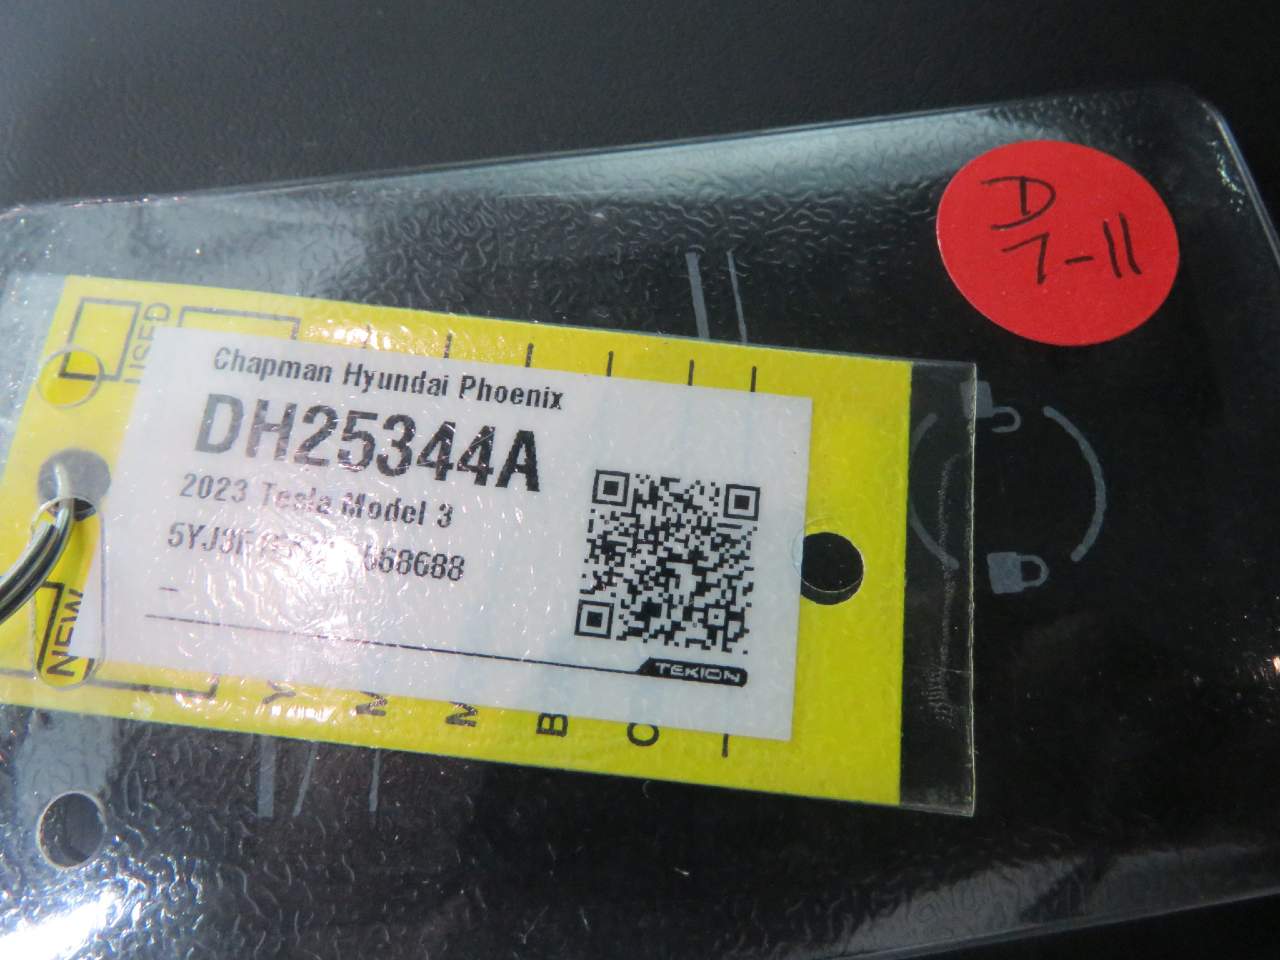 D
7-11
USED
Chapman Hyundai Phoenix
DH25344A
2023 Tesla Model 3
-
TEKION
NEW
Y
M
M
B